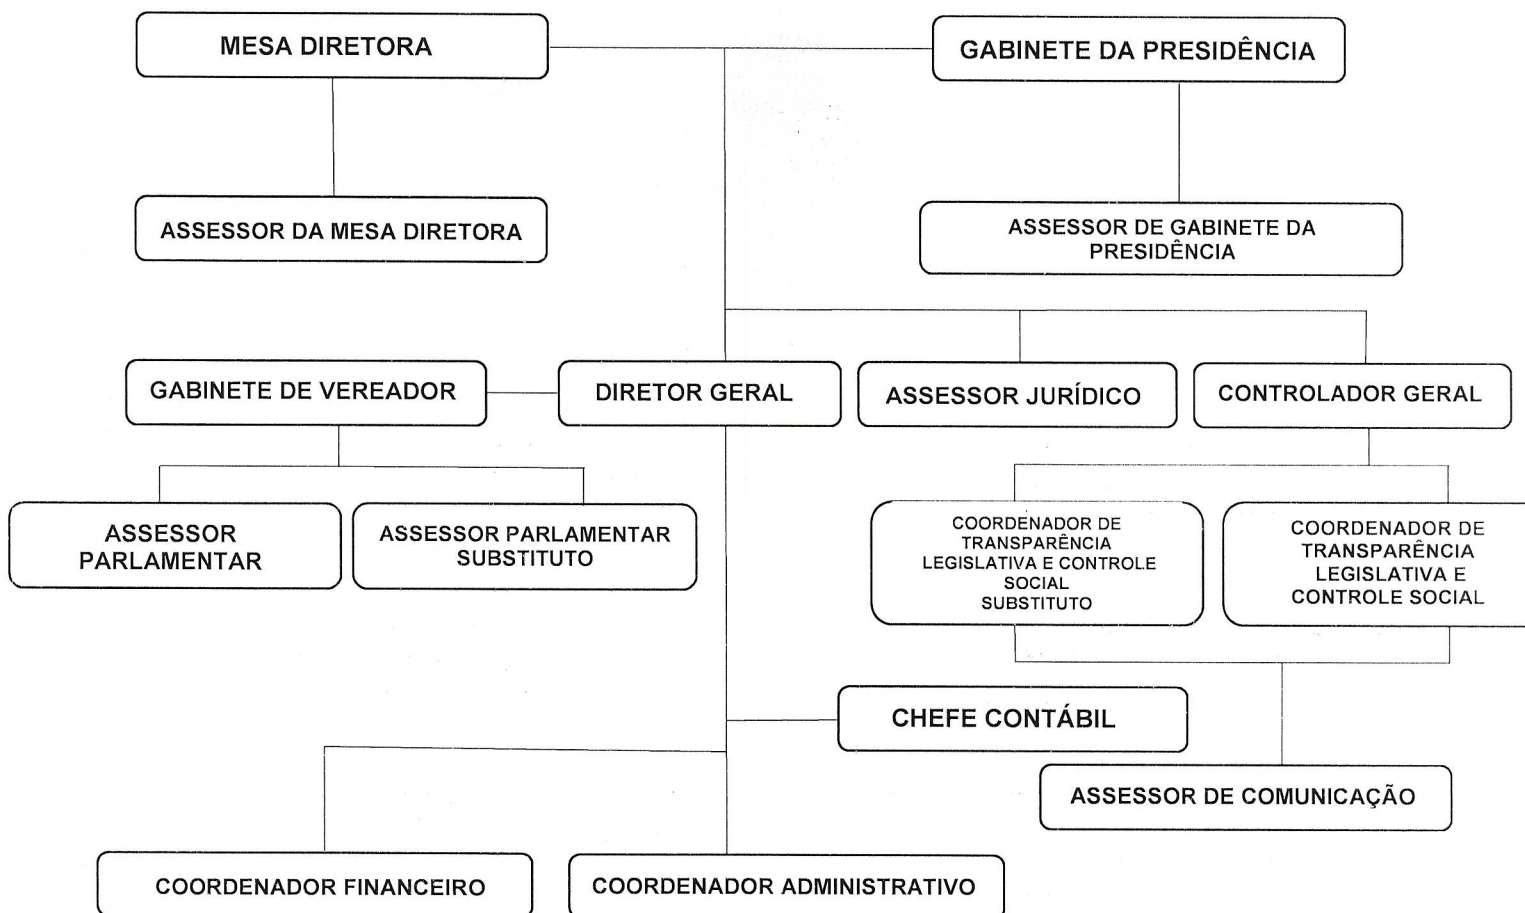 MESA DIRETORA
GABINETE DA PRESIDÊNCIA
ASSESSOR DA MESA DIRETORA
ASSESSOR DE GABINETE DA
PRESIDÊNCIA
GABINETE DE VEREADOR
DIRETOR GERAL
ASSESSOR JURÍDICO
CONTROLADOR GERAL
ASSESSOR
PARLAMENTAR
ASSESSOR PARLAMENTAR
SUBSTITUTO
COORDENADOR DE
TRANSPARÊNCIA
LEGISLATIVA E CONTROLE
SOCIAL
SUBSTITUTO
COORDENADOR DE
TRANSPARÊNCIA
LEGISLATIVA E
CONTROLE SOCIAL
CHEFE CONTÁBIL
ASSESSOR DE COMUNICAÇÃO
COORDENADOR FINANCEIRO
COORDENADOR ADMINISTRATIVO